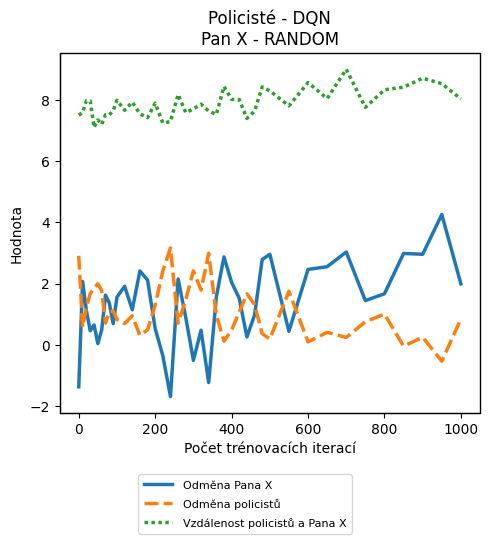 Policisté - DQN
Pan X - RANDOM
Hodnota
8
6
4
2
0
−2
0
200
400
600
800
1000
Počet trénovacích iterací
Odměna Pana X
Odměna policistů
Vzdálenost policistů a Pana X